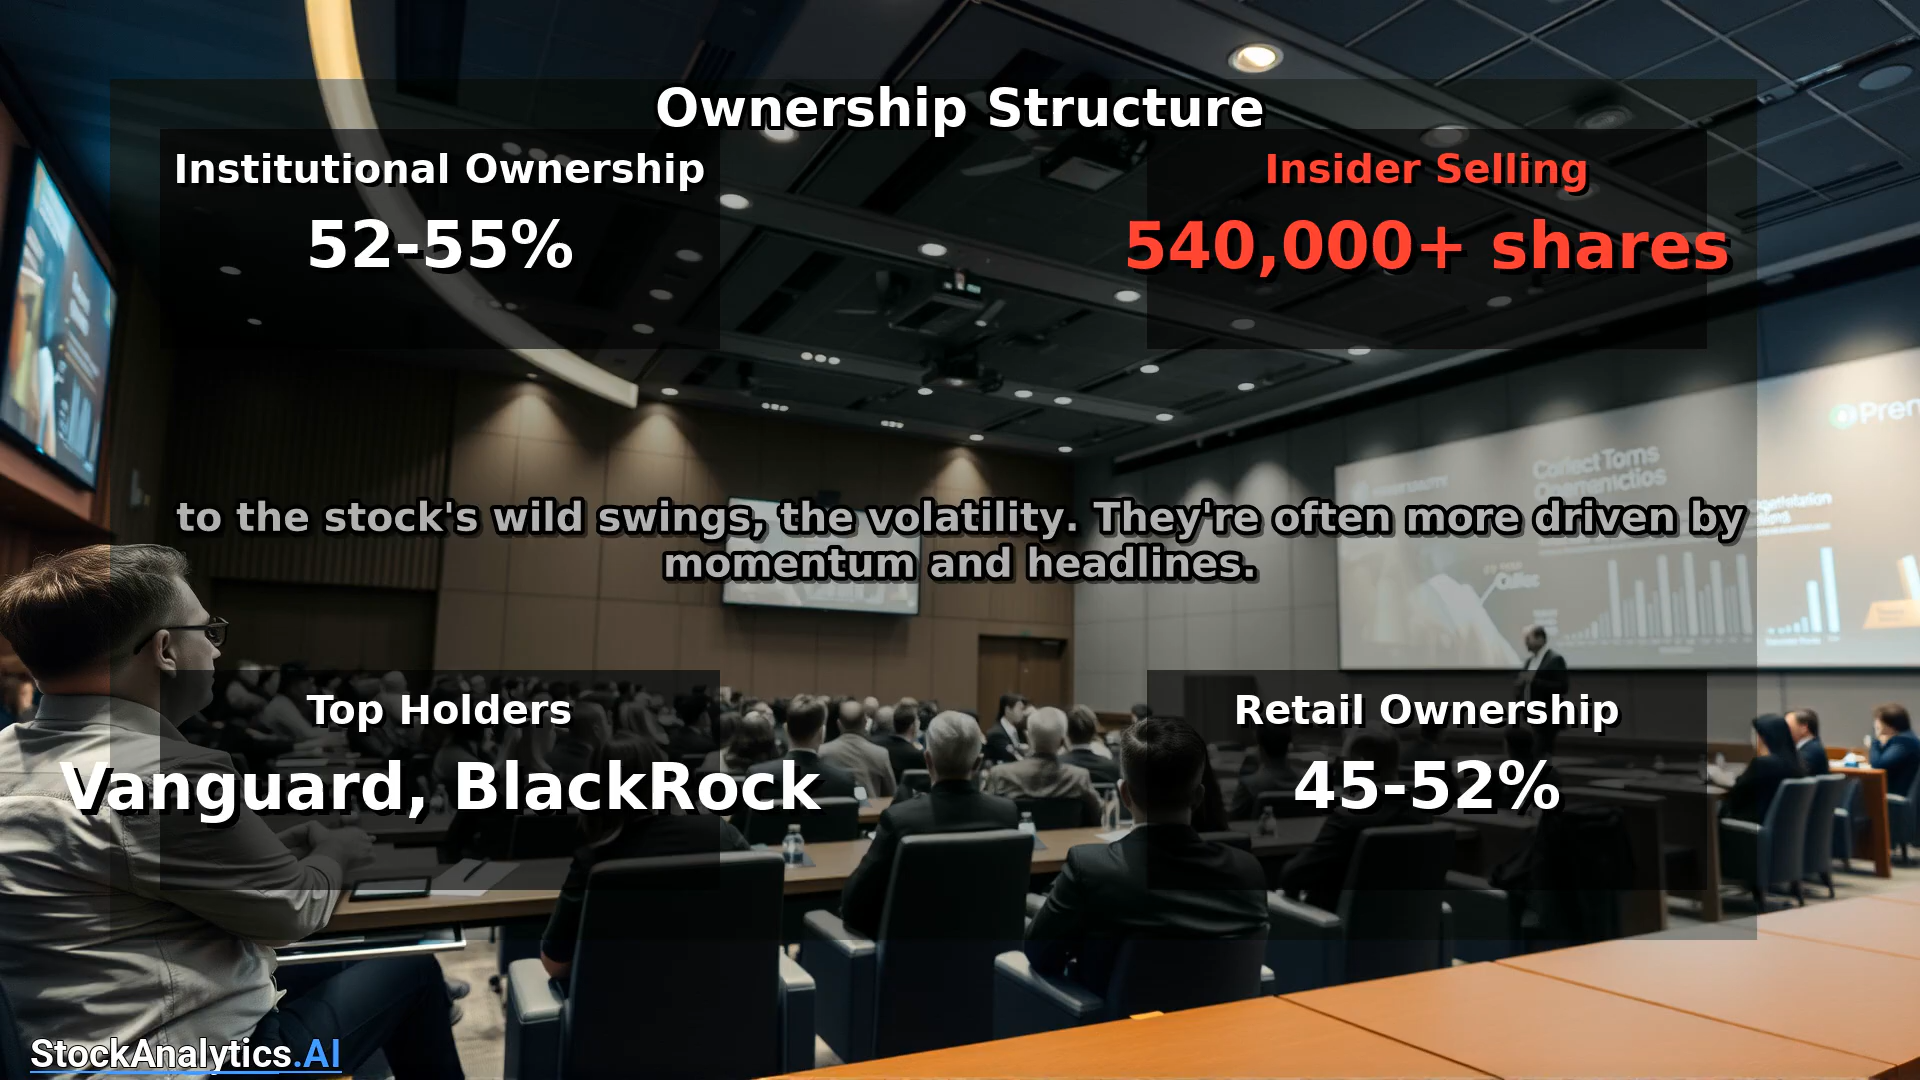 Ownership Structure
Institutional Ownership
52-55%
Insider Selling
540,000+ shares
to the stock's wild swings, the volatility. They're often more driven by
momentum and headlines.
Top Holders
Vanguard, BlackRock
Retail Ownership
45-52%
StockAnalytics.AI